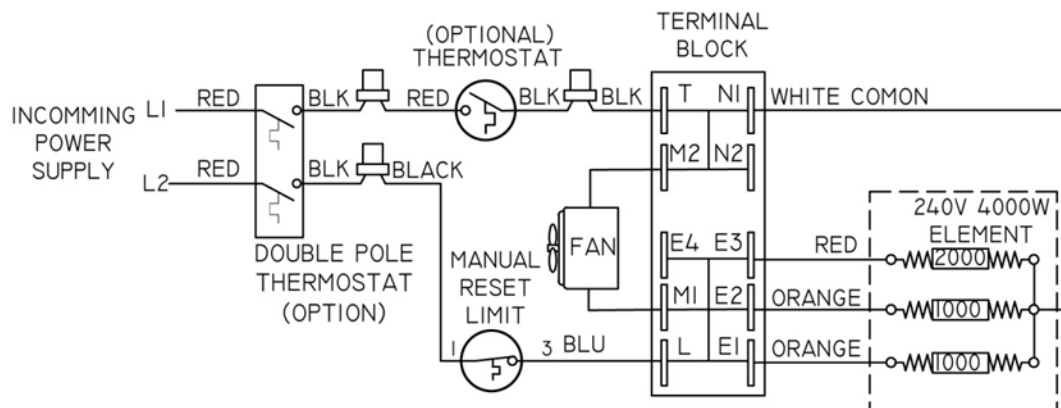 (OPTIONAL)
THERMOSTAT
TERMINAL
BLOCK
INCOMMING
POWER
SUPPLY
L1 RED BLK RED BLK BLK T N1 WHITE COMON
M2 N2
L2 RED BLK BLACK
240V 4000W
ELEMENT
FAN
E4 E3 RED 2000
DOUBLE POLE
THERMOSTAT
(OPTION)
MANUAL
RESET
LIMIT
M1 E2 ORANGE 1000
1 3 BLU L E1 ORANGE 1000